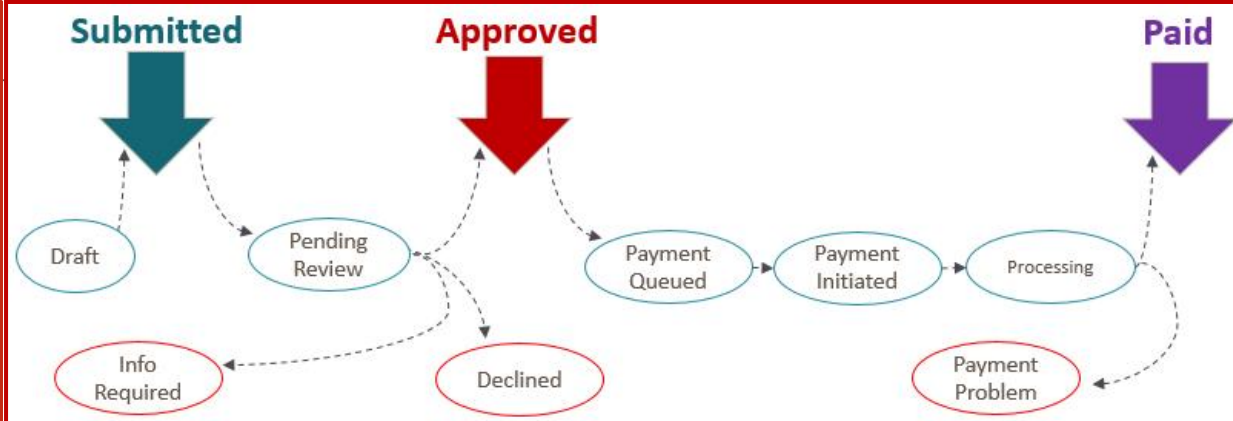 Submitted
Approved
Paid
Draft
Pending
Review
Payment
Queued
Payment
Initiated
Processing
Info
Required
Declined
Payment
Problem